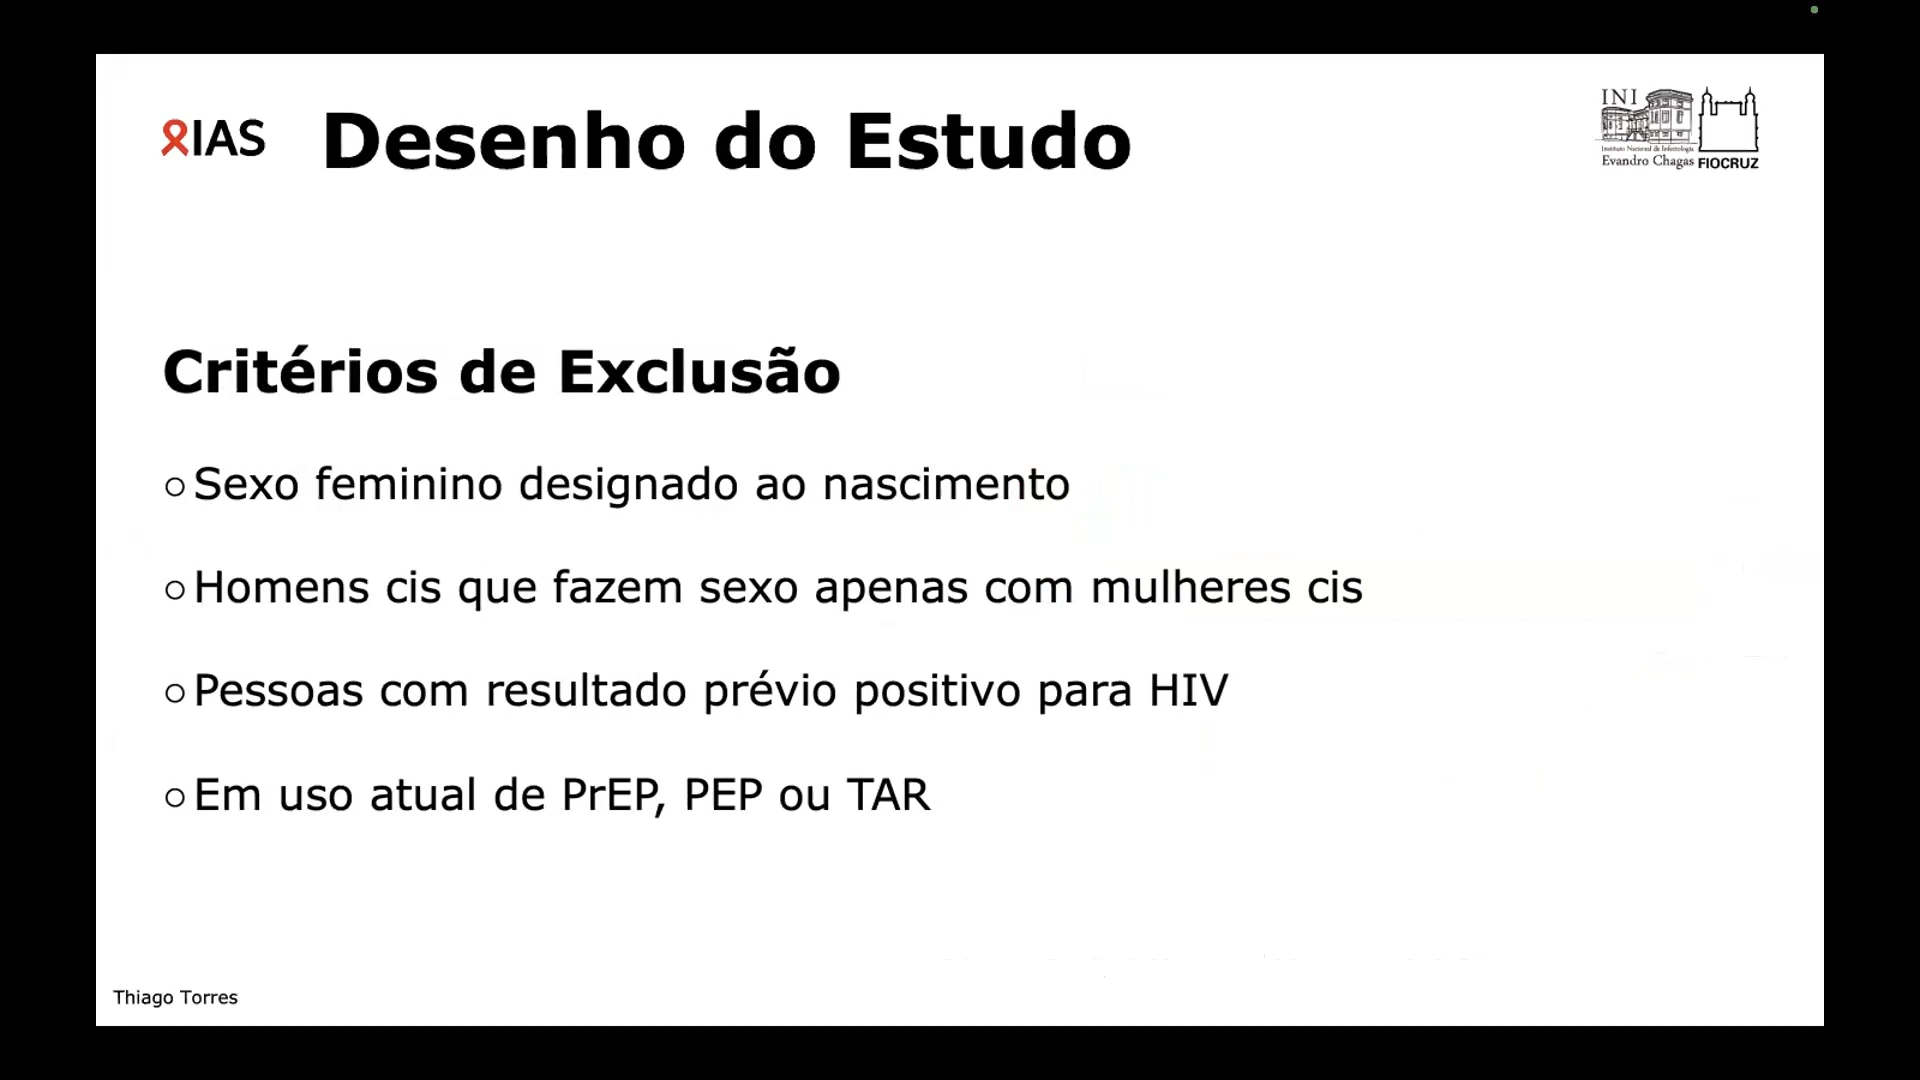 IAS
Desenho do Estudo
INI
Instituto Nacional de Infectologia
Evandro Chagas
FIOCRUZ
Critérios de Exclusão
○ Sexo feminino designado ao nascimento
○ Homens cis que fazem sexo apenas com mulheres cis
○ Pessoas com resultado prévio positivo para HIV
○ Em uso atual de PrEP, PEP ou TAR
Thiago Torres